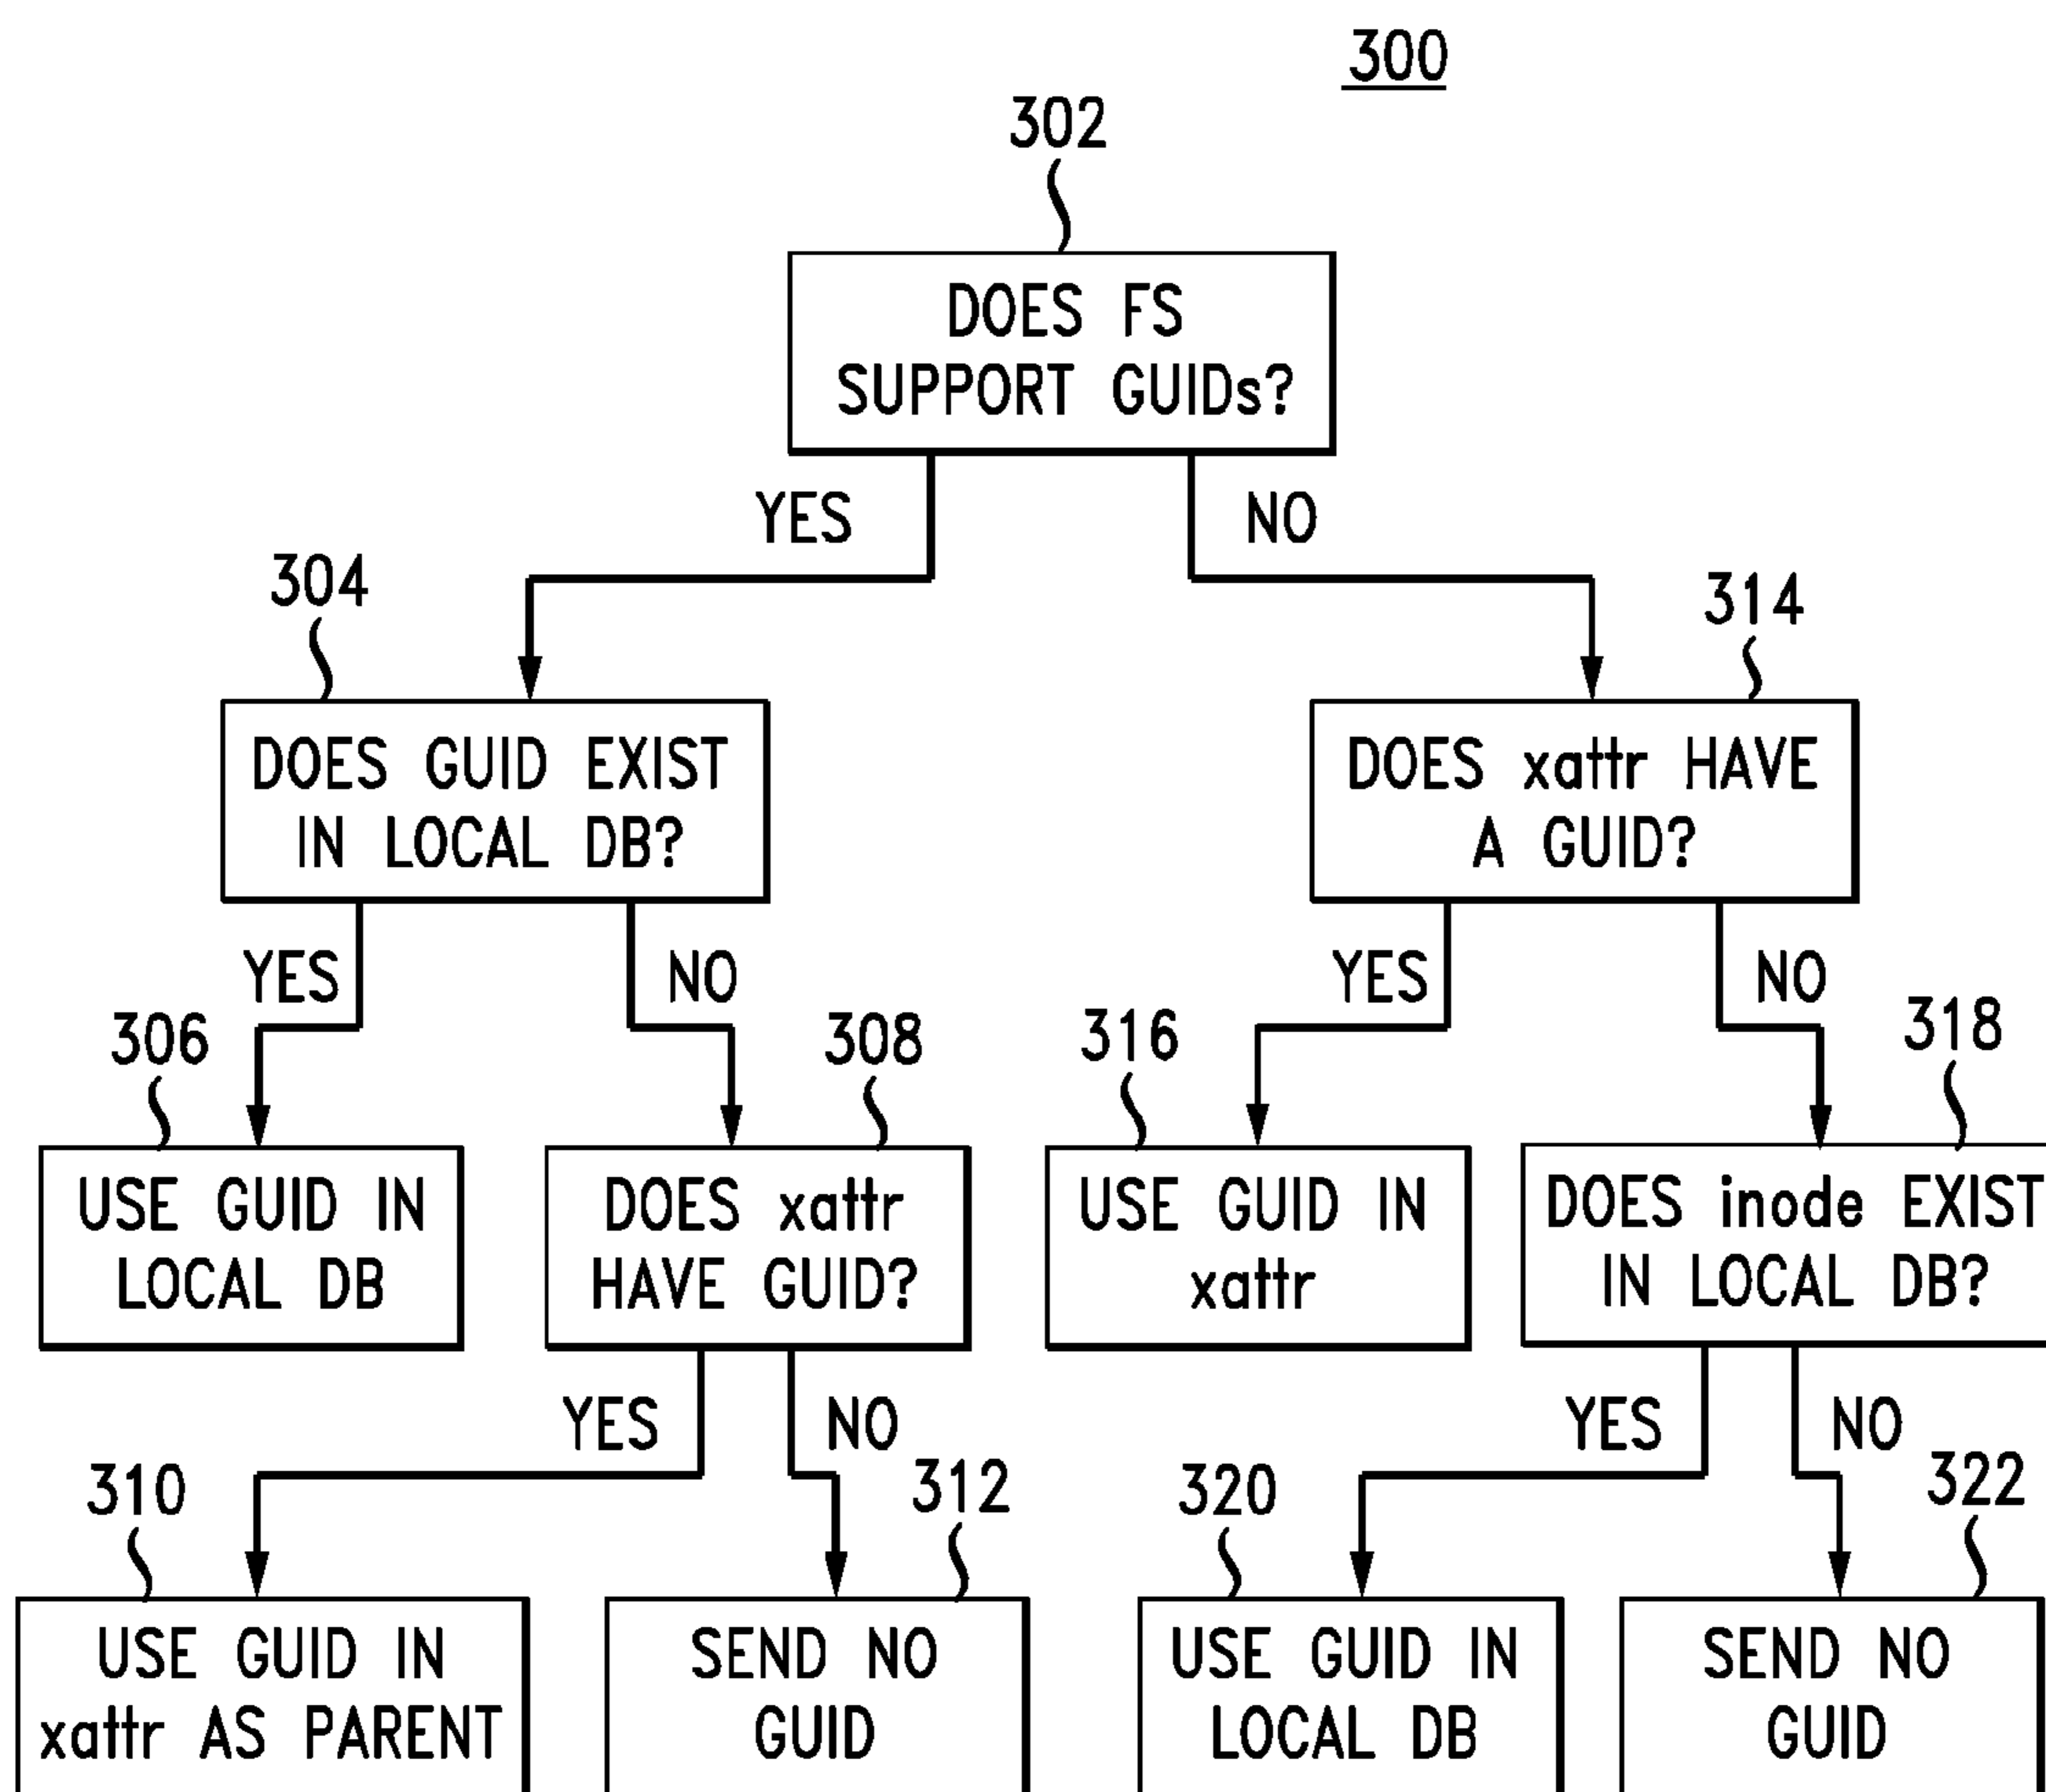 300
302
DOES FS
SUPPORT GUIDs?
YES
NO
304
314
DOES GUID EXIST
IN LOCAL DB?
DOES xattr HAVE
A GUID?
YES
NO
YES
NO
306
308
316
318
USE GUID IN
LOCAL DB
DOES xattr
HAVE GUID?
USE GUID IN
xattr
DOES inode EXIST
IN LOCAL DB?
YES
NO
YES
NO
310
312
320
322
USE GUID IN
xattr AS PARENT
SEND NO
GUID
USE GUID IN
LOCAL DB
SEND NO
GUID